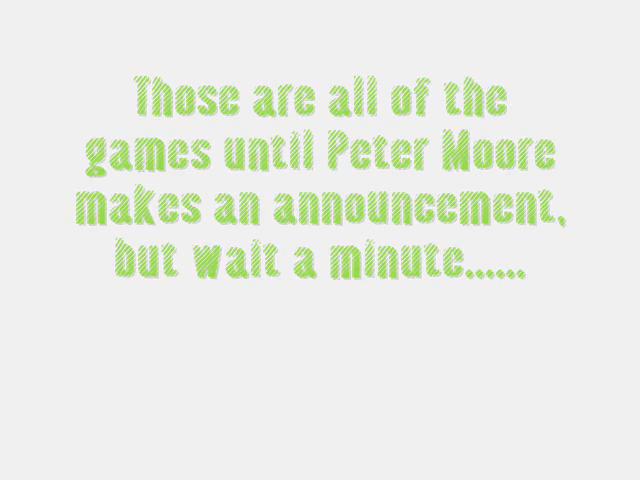 Those are all of the
games until Peter Moore
makes an announcement,
but wait a minute......